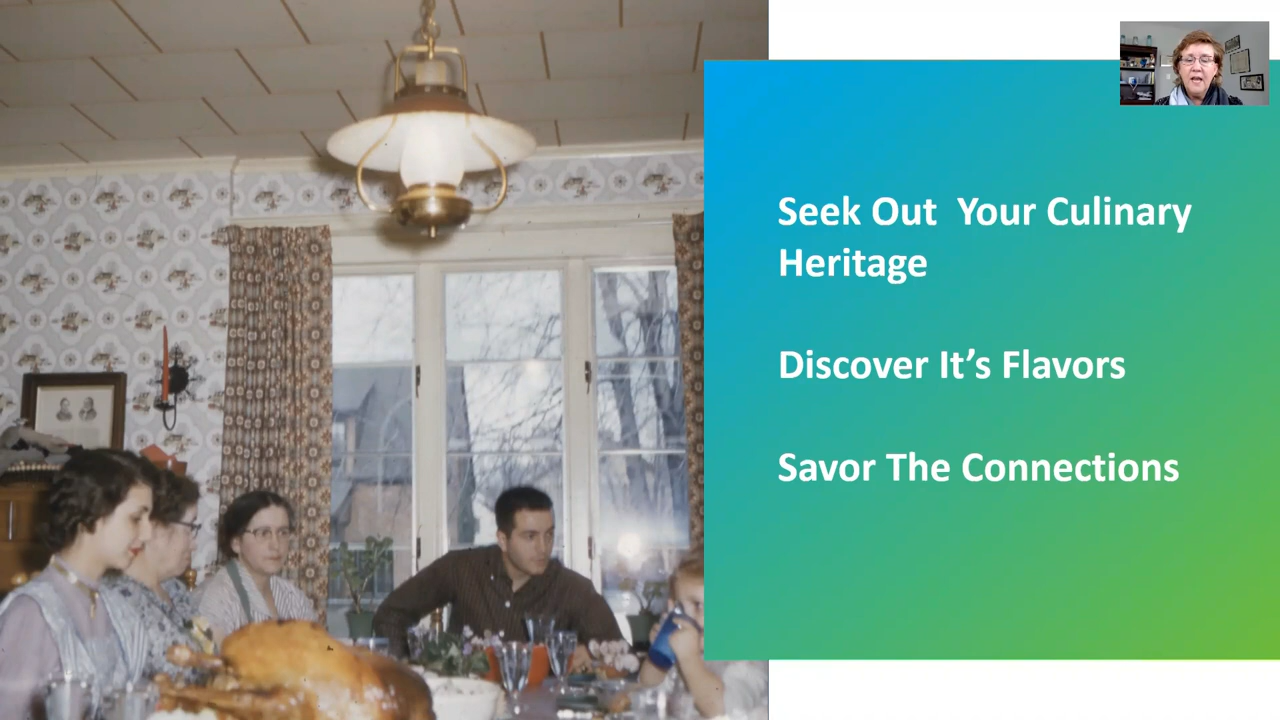 Seek Out  Your Culinary
Heritage
Discover It’s Flavors
Savor The Connections